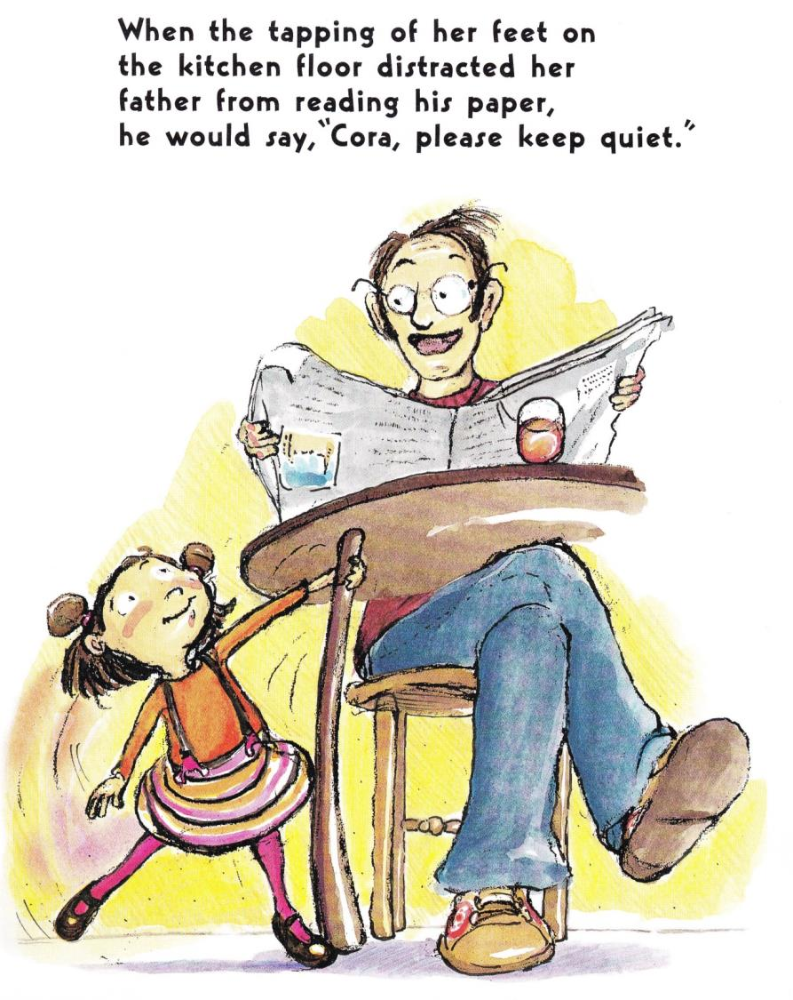 When the tapping of her feet on
the kitchen floor distracted her
father from reading his paper,
he would say, “Cora, please keep quiet.”